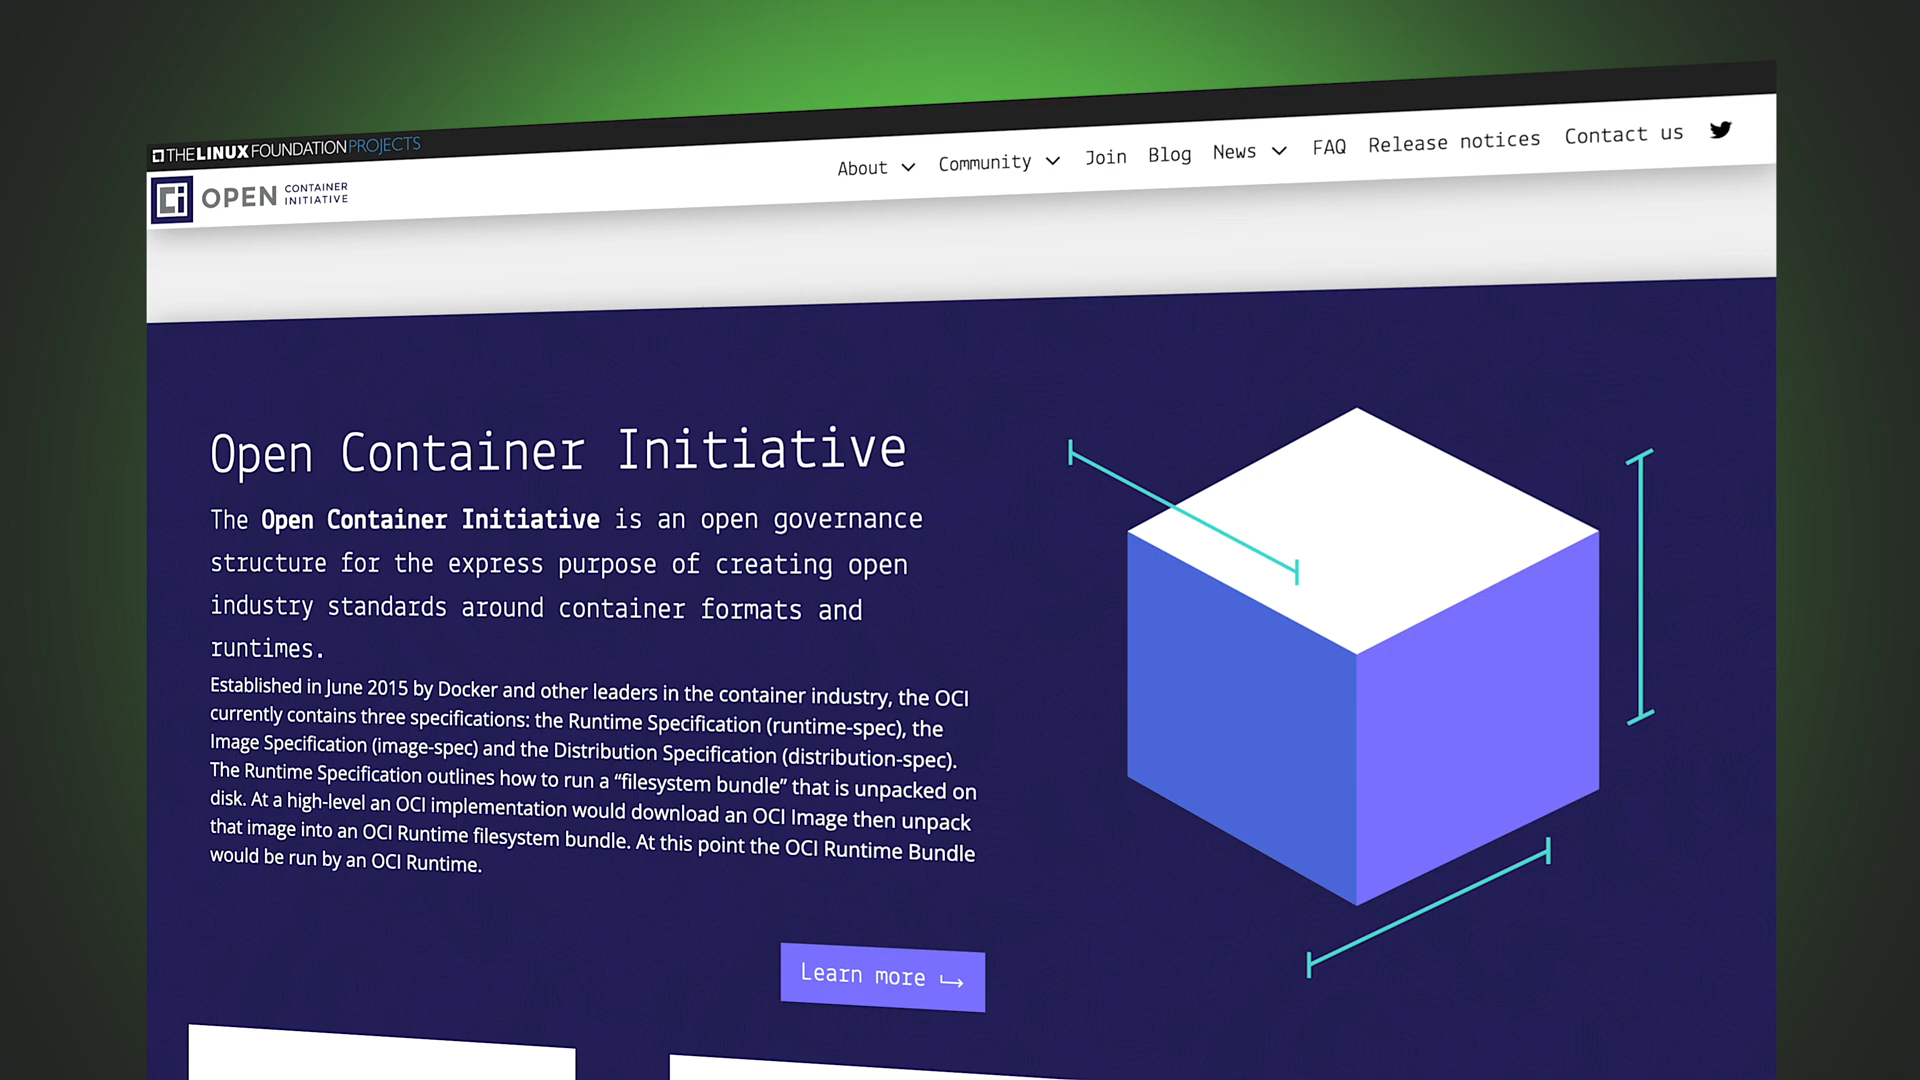 THE LINUX FOUNDATION PROJECTS
Ci OPEN CONTAINER INITIATIVE
About Community Join Blog News FAQ Release notices Contact us
Open Container Initiative
The Open Container Initiative is an open governance
structure for the express purpose of creating open
industry standards around container formats and
runtimes.
Established in June 2015 by Docker and other leaders in the container industry, the OCI
currently contains three specifications: the Runtime Specification (runtime-spec), the
Image Specification (image-spec) and the Distribution Specification (distribution-spec).
The Runtime Specification outlines how to run a “filesystem bundle” that is unpacked on
disk. At a high-level an OCI implementation would download an OCI Image then unpack
that image into an OCI Runtime filesystem bundle. At this point the OCI Runtime Bundle
would be run by an OCI Runtime.
Learn more